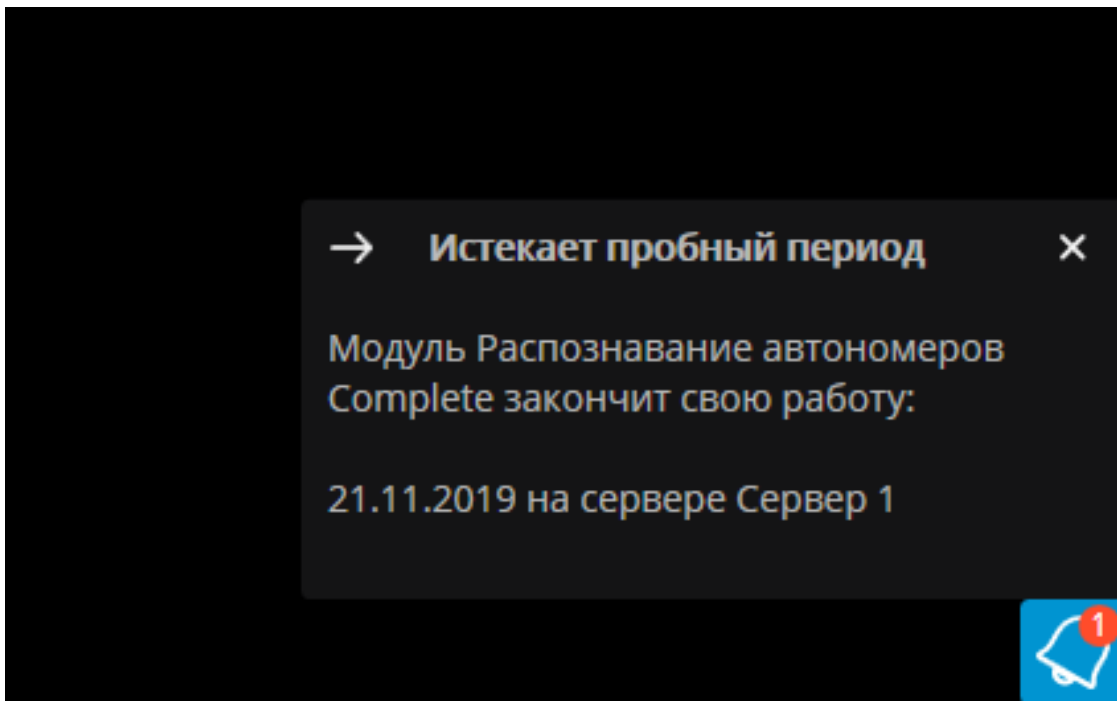 Истекает пробный период
Модуль Распознавание автономеров
Complete закончит свою работу:
21.11.2019 на сервере Сервер 1
1